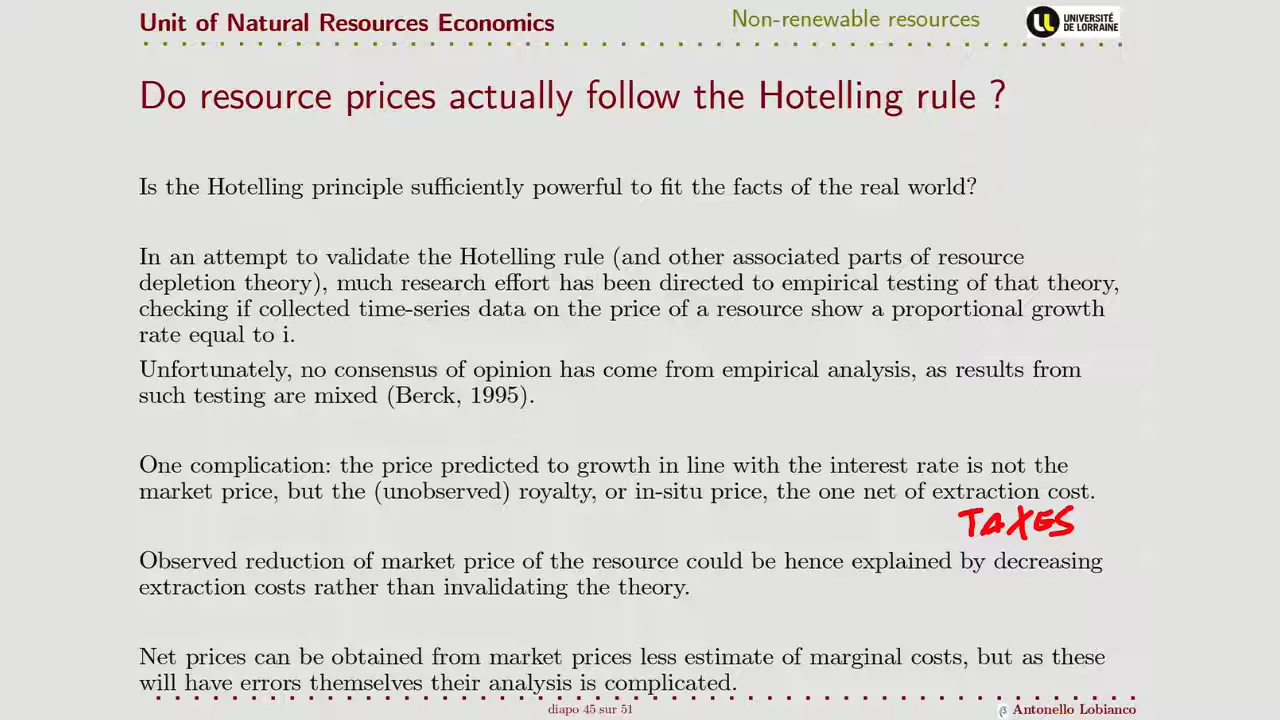 Unit of Natural Resources Economics
Non-renewable resources
UNIVERSITÉ
DE LORRAINE
Do resource prices actually follow the Hotelling rule ?
Is the Hotelling principle sufficiently powerful to fit the facts of the real world?
In an attempt to validate the Hotelling rule (and other associated parts of resource
depletion theory), much research effort has been directed to empirical testing of that theory,
checking if collected time-series data on the price of a resource show a proportional growth
rate equal to i.
Unfortunately, no consensus of opinion has come from empirical analysis, as results from
such testing are mixed (Berck, 1995).
One complication: the price predicted to growth in line with the interest rate is not the
market price, but the (unobserved) royalty, or in-situ price, the one net of extraction cost.
TAXES
Observed reduction of market price of the resource could be hence explained by decreasing
extraction costs rather than invalidating the theory.
Net prices can be obtained from market prices less estimate of marginal costs, but as these
will have errors themselves their analysis is complicated.
diapo 45 sur 51
β Antonello Lobianco